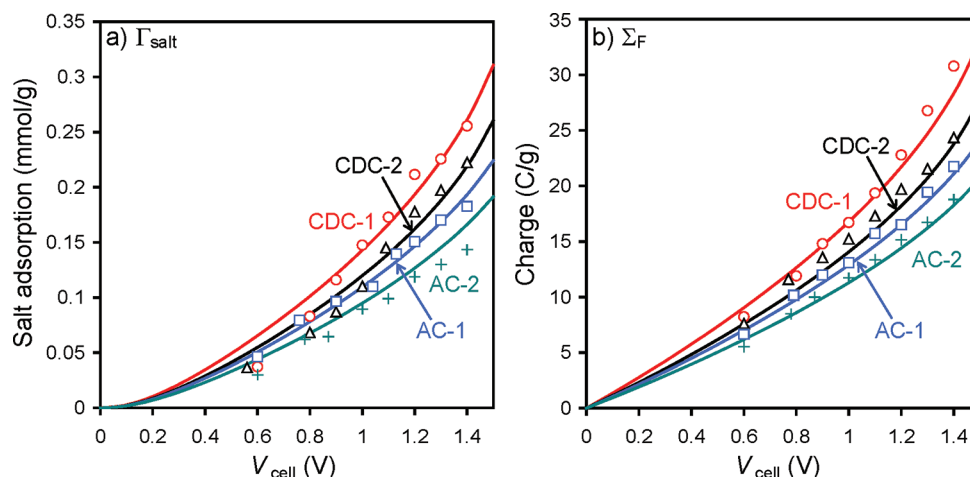 a) Γsalt
Salt adsorption (mmol/g)
0.35
0.3
0.25
0.2
0.15
0.1
0.05
0
CDC-2
CDC-1
AC-2
AC-1
0
0.2
0.4
0.6
0.8
1
1.2
1.4
Vcell (V)
b) ΣF
Charge (C/g)
35
30
25
20
15
10
5
0
CDC-2
CDC-1
AC-2
AC-1
0
0.2
0.4
0.6
0.8
1
1.2
1.4
Vcell (V)